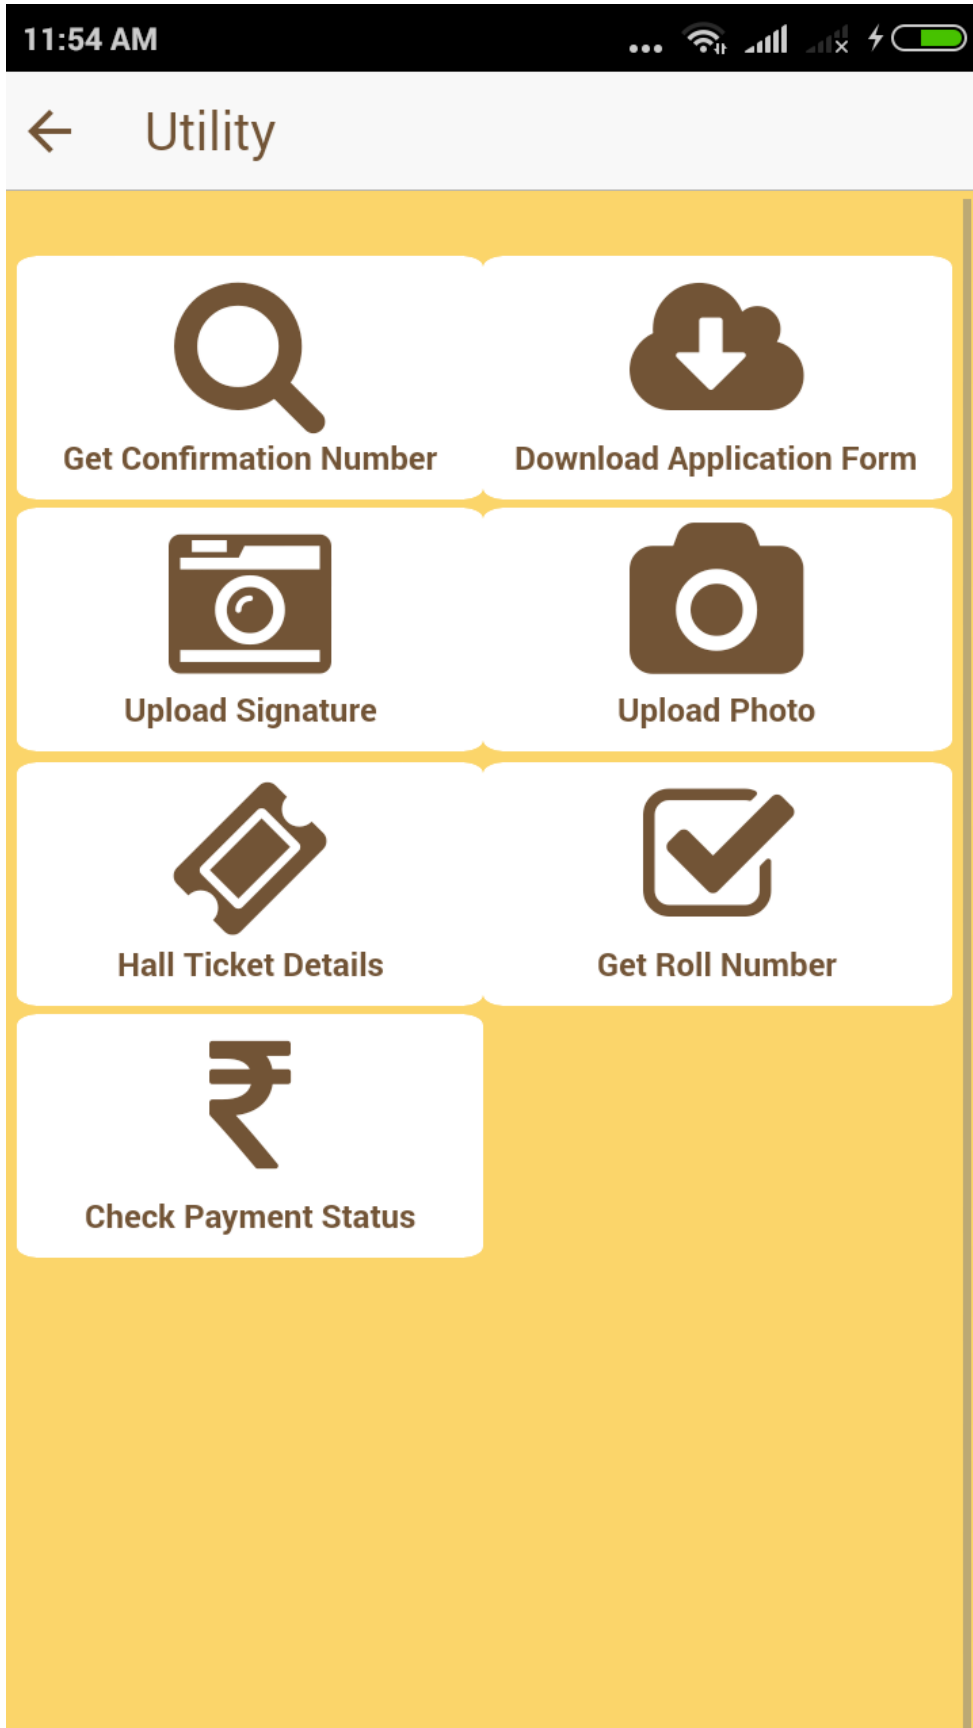 11:54 AM
Utility
Get Confirmation Number
Download Application Form
Upload Signature
Upload Photo
Hall Ticket Details
Get Roll Number
Check Payment Status